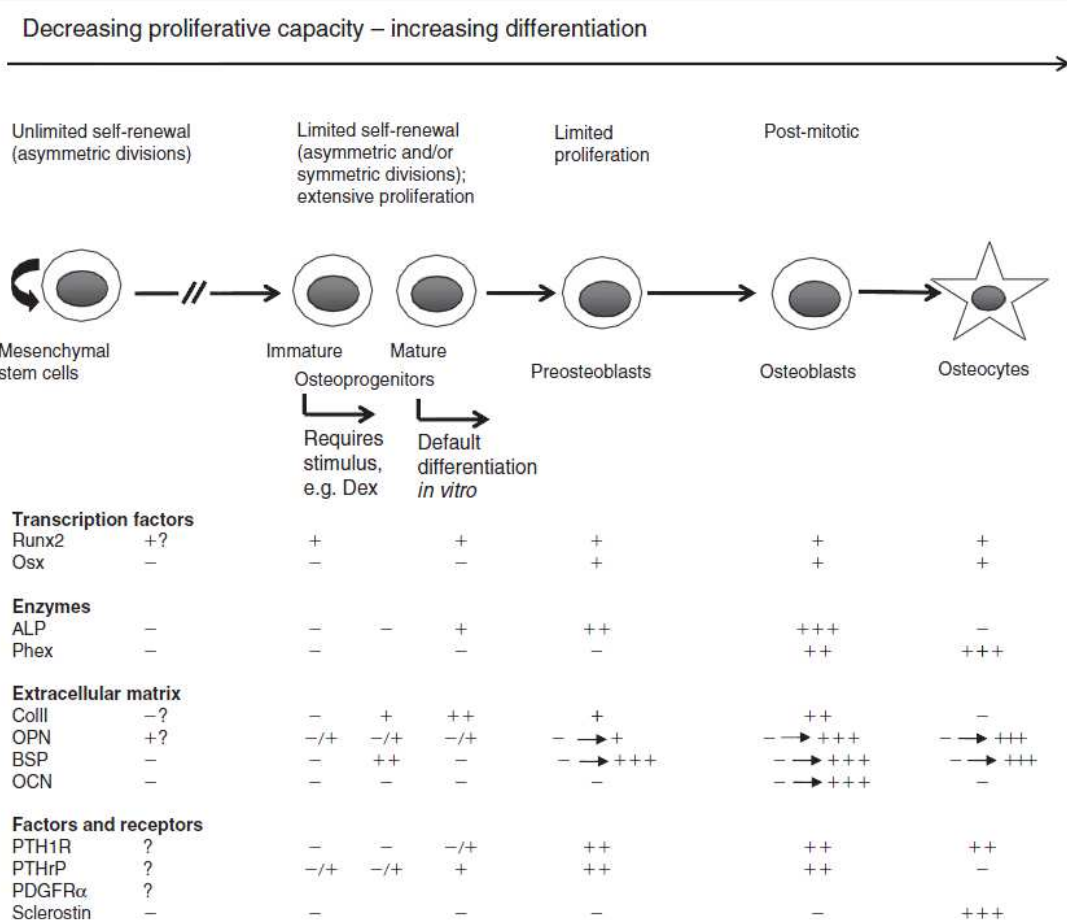 Decreasing proliferative capacity – increasing differentiation
Unlimited self-renewal
(asymmetric divisions)
Limited self-renewal
(asymmetric and/or
symmetric divisions);
extensive proliferation
Limited
proliferation
Post-mitotic
Mesenchymal
stem cells
Immature
Mature
Osteoprogenitors
Preosteoblasts
Osteoblasts
Osteocytes
Requires
stimulus,
e.g. Dex
Default
differentiation
in vitro
Transcription factors
Runx2 +? + + + + +
Osx – – – + + +
Enzymes
ALP – – – + ++ +++ –
Phex – – – – ++ +++
Extracellular matrix
ColII –? – + ++ + ++ –
OPN +? –/+ –/+ –/+ – → + – → +++ – → +++
BSP – – ++ – – → +++ – → +++ – → +++
OCN – – – – – – → +++ –
Factors and receptors
PTH1R ? – – –/+ ++ ++ ++
PTHrP ? –/+ –/+ + ++ ++ –
PDGFRα ?
Sclerostin – – – – – +++